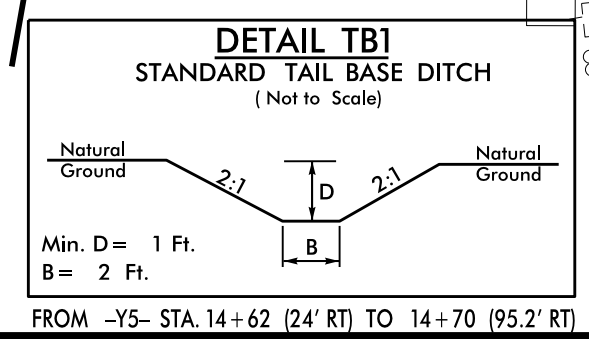 DETAIL TB1
STANDARD TAIL BASE DITCH
( Not to Scale)
Natural
Ground
2:1
D
2:1
Natural
Ground
B
Min. D = 1 Ft.
B = 2 Ft.
FROM -Y5- STA. 14+62 (24' RT) TO 14+70 (95.2' RT)